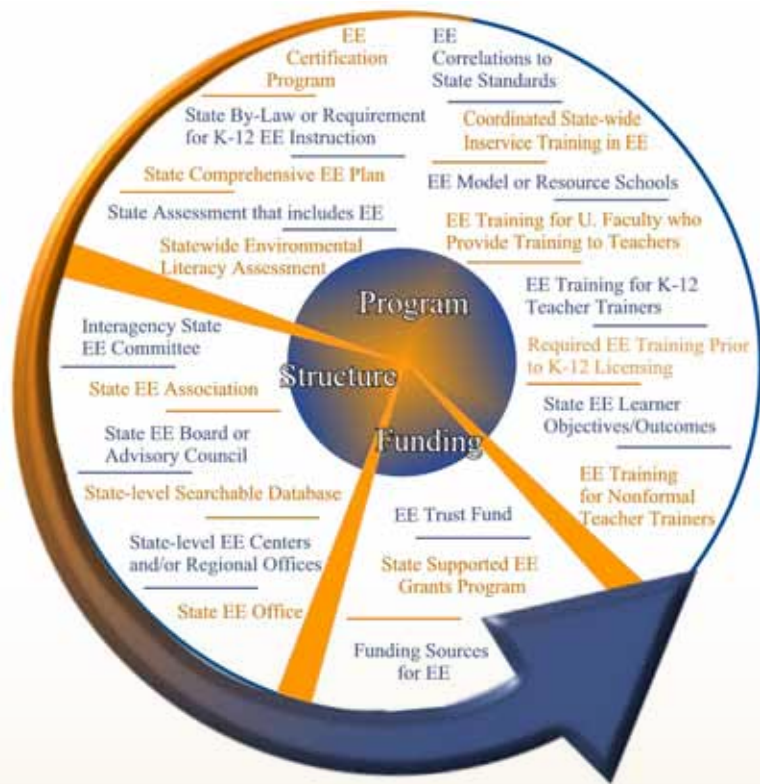 EE
Certification
Program
State By-Law or Requirement
for K-12 EE Instruction
State Comprehensive EE Plan
State Assessment that includes EE
Statewide Environmental
Literacy Assessment
EE
Correlations to
State Standards
Coordinated State-wide
Inservice Training in EE
EE Model or Resource Schools
EE Training for U. Faculty who
Provide Training to Teachers
EE Training for K-12
Teacher Trainers
Required EE Training Prior
to K-12 Licensing
State EE Learner
Objectives/Outcomes
EE Training
for Nonformal
Teacher Trainers
Program
Structure
Funding
Interagency State
EE Committee
State EE Association
State EE Board or
Advisory Council
State-level Searchable Database
State-level EE Centers
and/or Regional Offices
State EE Office
EE Trust Fund
State Supported EE
Grants Program
Funding Sources
for EE